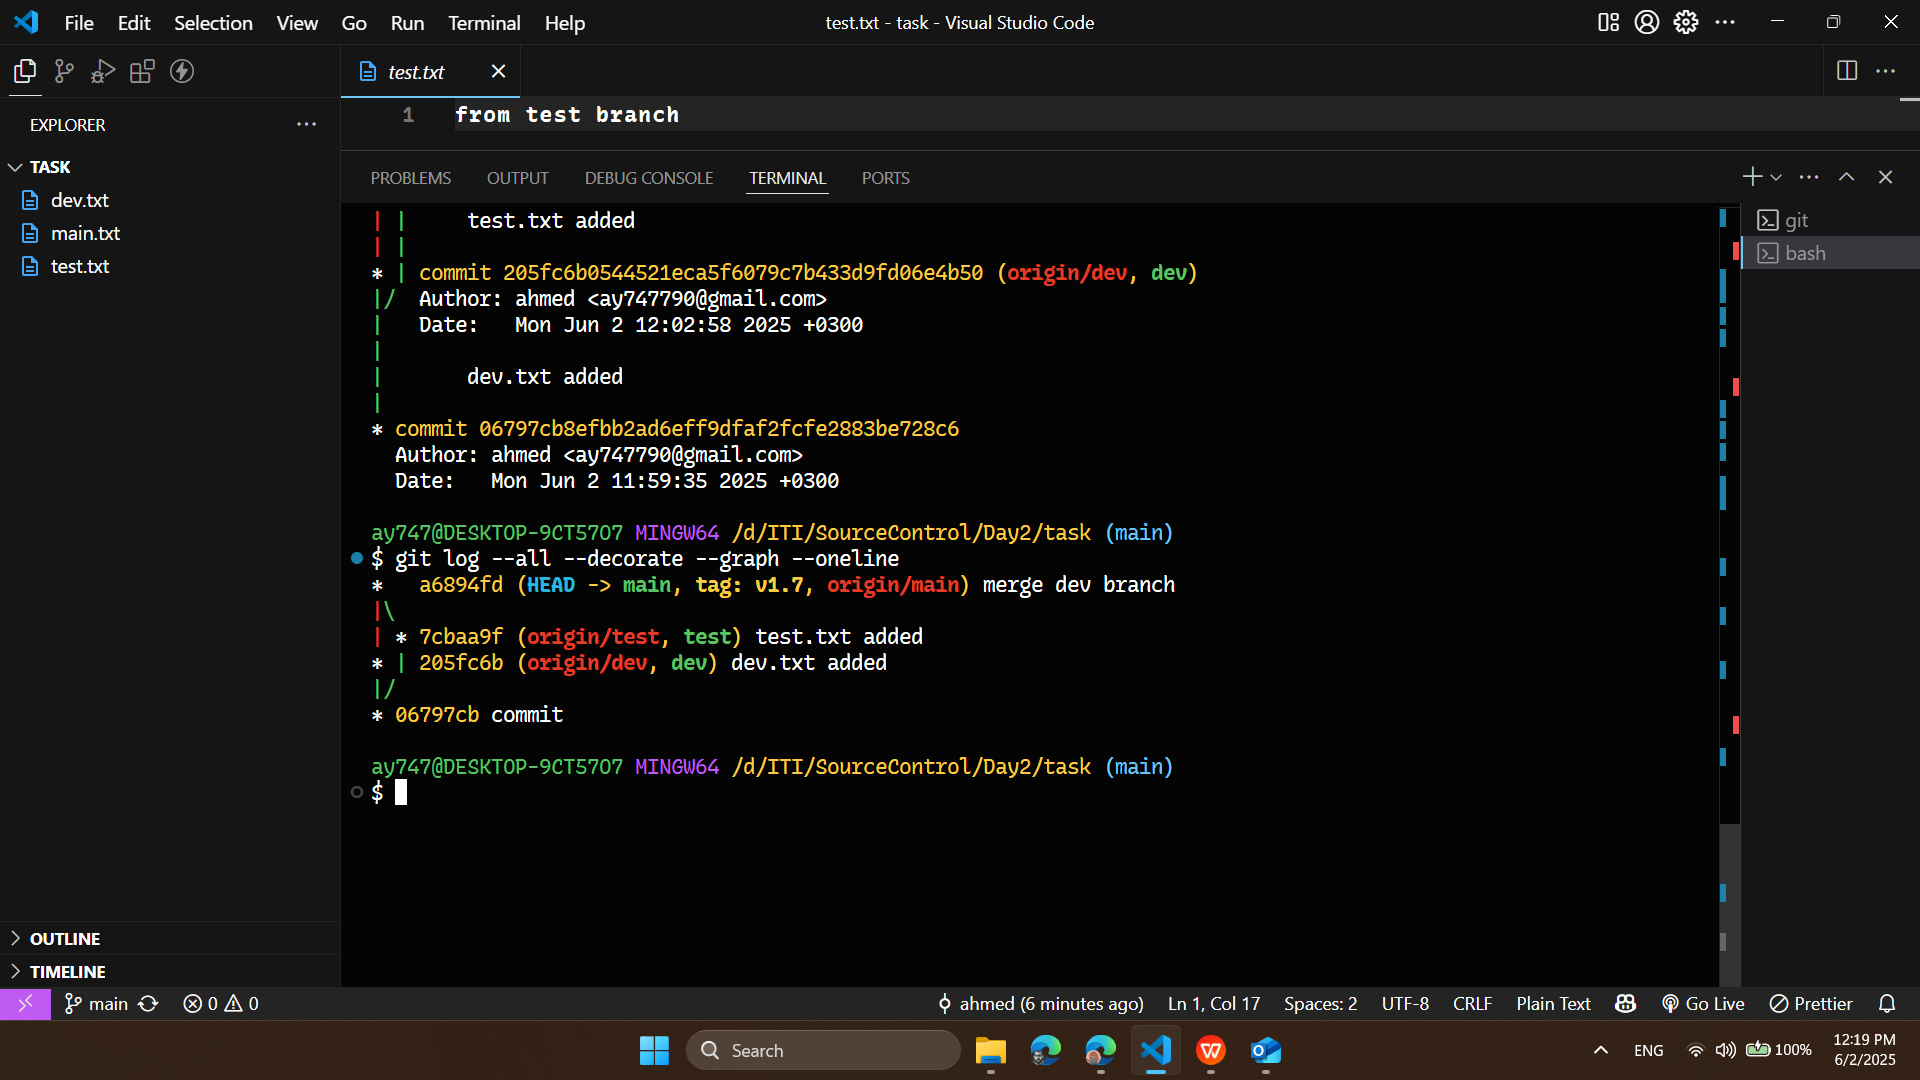 File Edit Selection View Go Run Terminal Help
test.txt - task - Visual Studio Code
EXPLORER
TASK
dev.txt
main.txt
test.txt
OUTLINE
TIMELINE
test.txt
1 from test branch
PROBLEMS OUTPUT DEBUG CONSOLE TERMINAL PORTS
git
bash
| |     test.txt added
| |
* | commit 205fc6b0544521eca5f6079c7b433d9fd06e4b50 (origin/dev, dev)
|/  Author: ahmed <ay747790@gmail.com>
|   Date:   Mon Jun 2 12:02:58 2025 +0300
|
|       dev.txt added
|
* commit 06797cb8efbb2ad6eff9dfaf2fcfe2883be728c6
  Author: ahmed <ay747790@gmail.com>
  Date:   Mon Jun 2 11:59:35 2025 +0300
ay747@DESKTOP-9CT57O7 MINGW64 /d/ITI/SourceControl/Day2/task (main)
$ git log --all --decorate --graph --oneline
*   a6894fd (HEAD -> main, tag: v1.7, origin/main) merge dev branch
|\
| * 7cbaa9f (origin/test, test) test.txt added
* | 205fc6b (origin/dev, dev) dev.txt added
|/
* 06797cb commit
ay747@DESKTOP-9CT57O7 MINGW64 /d/ITI/SourceControl/Day2/task (main)
$
main 0 0 ahmed (6 minutes ago) Ln 1, Col 17 Spaces: 2 UTF-8 CRLF Plain Text Go Live Prettier
Search
ENG 100% 12:19 PM
6/2/2025